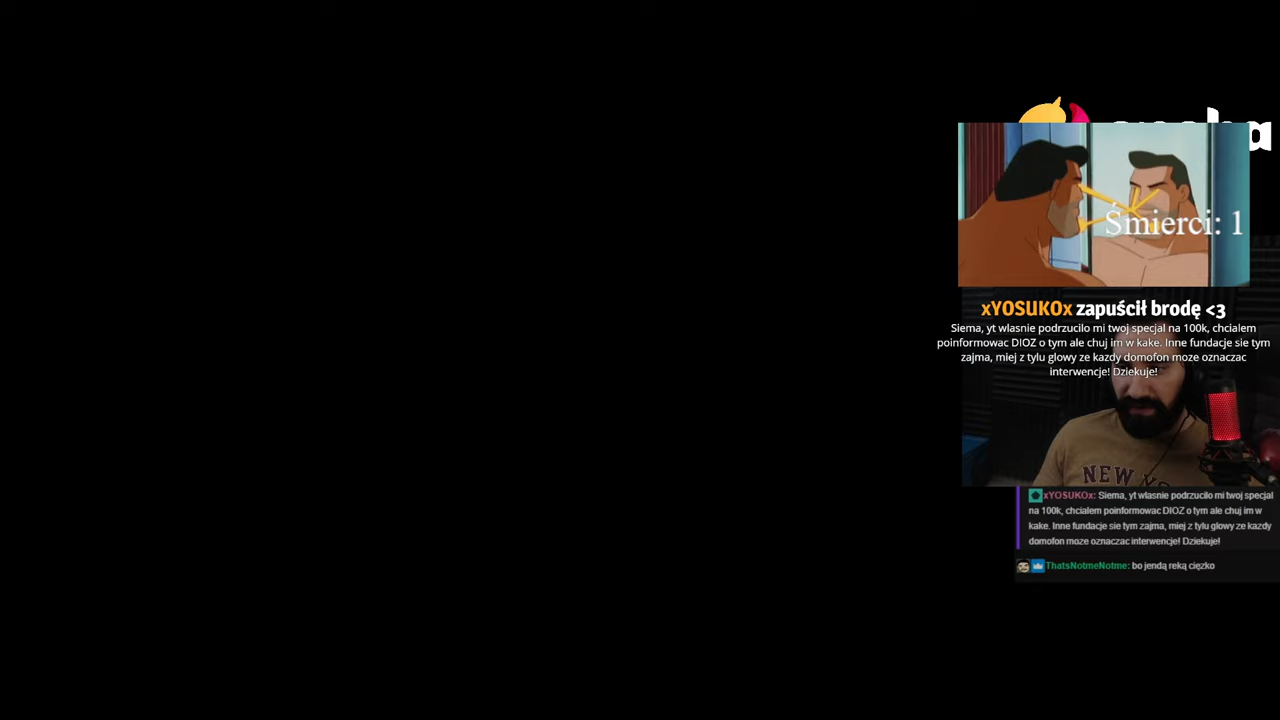 Śmierci: 1
xYOSUKOx zapuścił brodę <3
Siema, yt wlasnie podrzucilo mi twoj specjal na 100k, chcialem
poinformowac DIOZ o tym ale chuj im w kake. Inne fundacje sie tym
zajma, miej z tylu glowy ze kazdy domofon moze oznaczac
interwencje! Dziekuje!
NEW
xYOSUKOx: Siema, yt wlasnie podrzucilo mi twoj specjal
na 100k, chcialem poinformowac DIOZ o tym ale chuj im w
kake. Inne fundacje sie tym zajma, miej z tylu glowy ze kazdy
domofon moze oznaczac interwencje! Dziekuje!
ThatsNotmeNotme: bo jendą reką cięzko